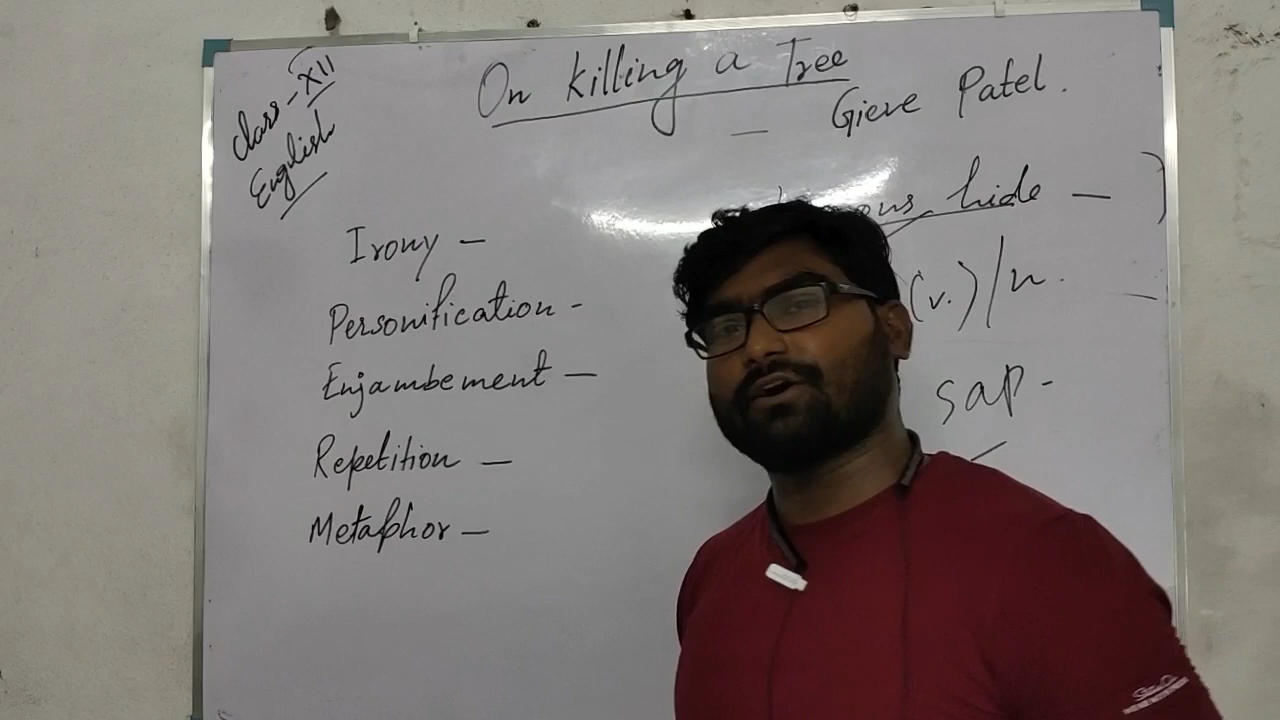 Class - XII
English
On Killing a Tree
— Gieve Patel.
hide —
Irony —
(v.)/n.
Personification -
Enjambement —
sap -
Repetition —
Metaphor —